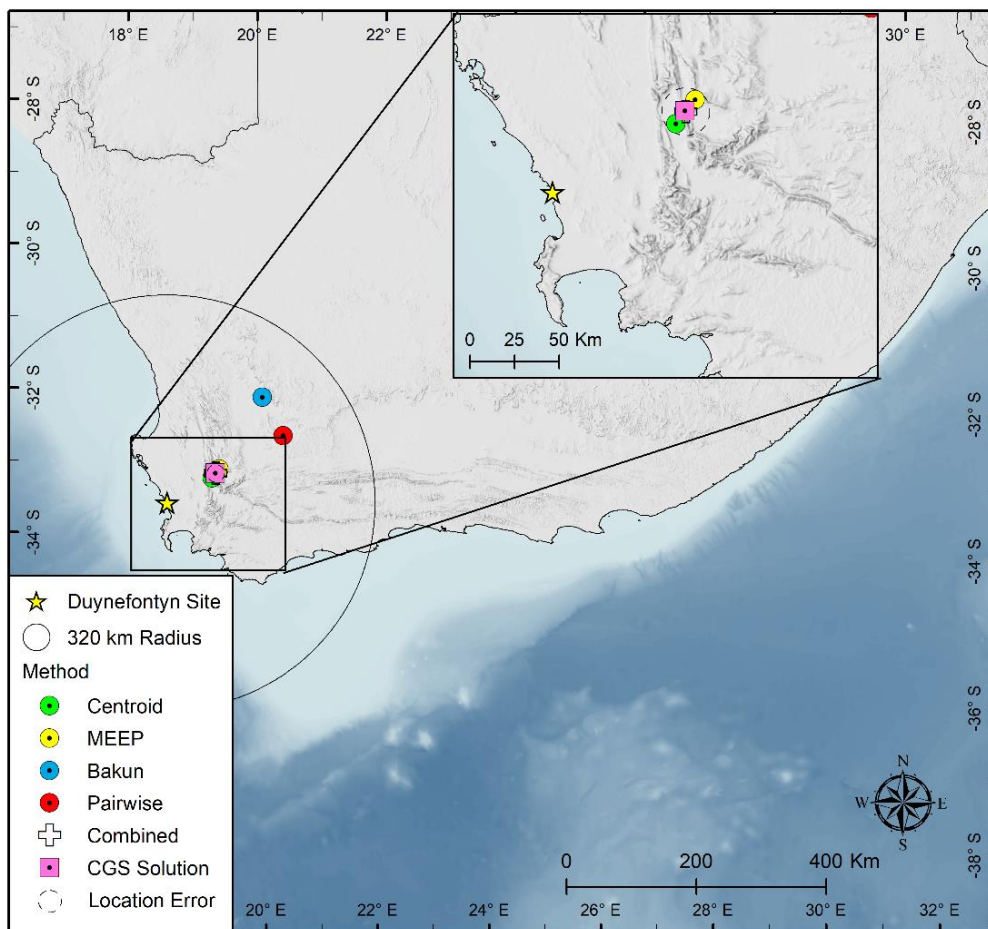 18° E 20° E 22° E 30° E
-28° S
-30° S
-32° S
-34° S
-28° S
-30° S
-32° S
-34° S
-36° S
-38° S
0 25 50 Km
Duynefontyn Site
320 km Radius
Method
Centroid
MEEP
Bakun
Pairwise
Combined
CGS Solution
Location Error
N
W E
S
0 200 400 Km
20° E 22° E 24° E 26° E 28° E 30° E 32° E